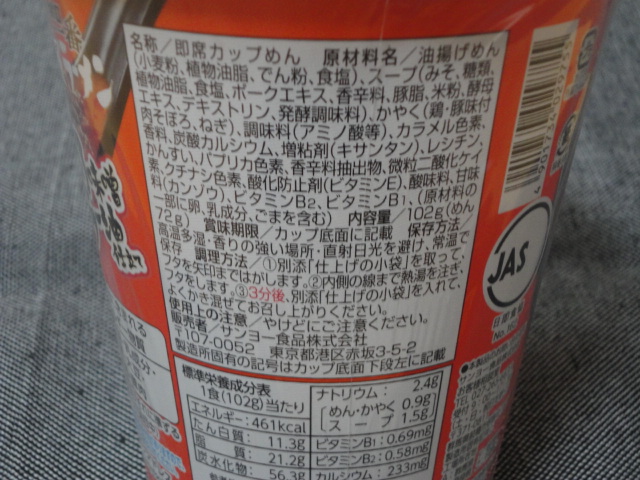 名称／即席カップめん 原材料名／油揚げめん
(小麦粉、植物油脂、でん粉、食塩)、スープ(みそ、糖類、
植物油脂、食塩、ポークエキス、香辛料、豚脂、米粉、酵母
エキス、デキストリン、発酵調味料)、かやく(鶏・豚味付
肉そぼろ、ねぎ)、調味料(アミノ酸等)、カラメル色素、
香料、炭酸カルシウム、増粘剤(キサンタン)、レシチン、
かんすい、パプリカ色素、香辛料抽出物、微粒二酸化ケイ
素、クチナシ色素、酸化防止剤(ビタミンE)、酸味料、甘味
料(カンゾウ)、ビタミンB2、ビタミンB1、(原材料の
一部に卵、乳成分、ごまを含む) 内容量／102g(めん
72g) 賞味期限／カップ底面に記載 保存方法／
高温多湿・香りの強い場所・直射日光を避け、常温で
保存 調理方法／①別添「仕上げの小袋」を取って、
フタを矢印まではがします。②内側の線まで熱湯を注ぎ、
フタをします。③3分後、別添「仕上げの小袋」を入れて、
よくかき混ぜてお召し上がりください。
使用上の注意／やけどにご注意ください。
販売者／サンヨー食品株式会社
〒107-0052 東京都港区赤坂3-5-2
製造所固有の記号はカップ底面下段左に記載
標準栄養成分表
1食(102g)当たり
エネルギー 461kcal
たん白質 11.3g
脂質 21.2g
炭水化物 56.3g
ナトリウム 2.4g
めん・かやく 0.9g
スープ 1.5g
ビタミンB1 0.69mg
ビタミンB2 0.58mg
カルシウム 233mg
JAS
味噌